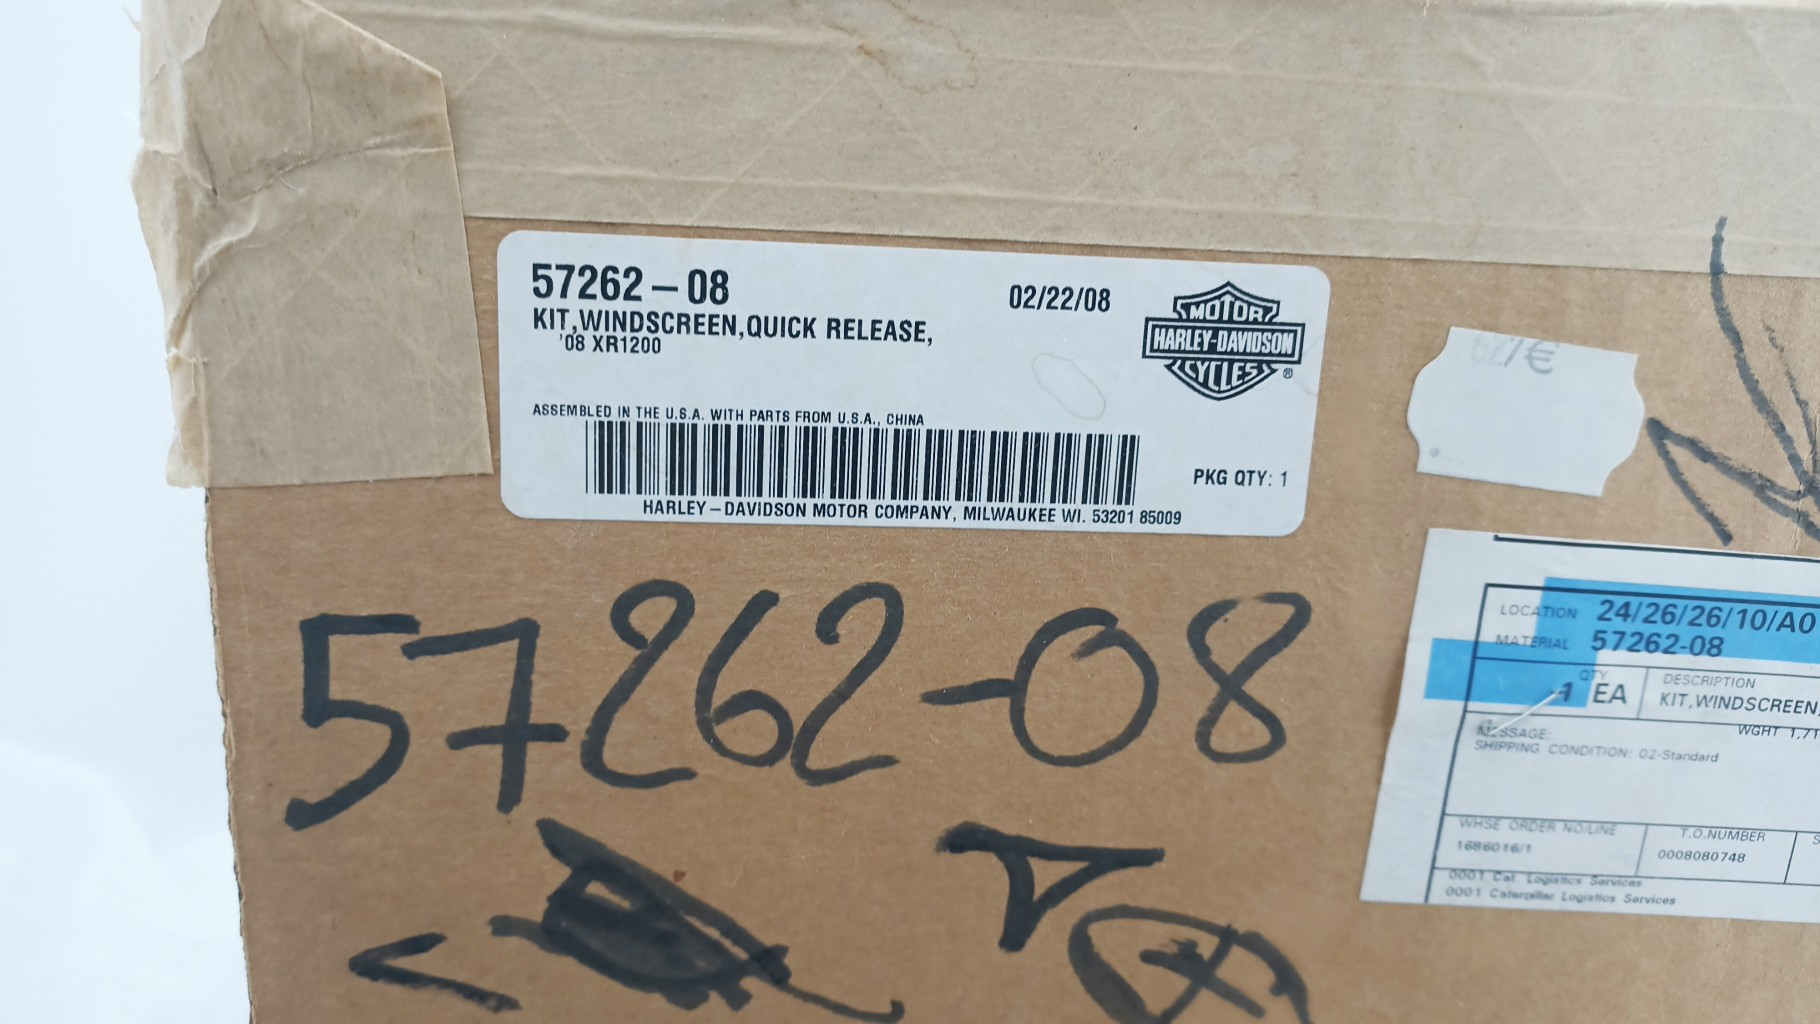 57262-08
02/22/08
KIT,WINDSCREEN,QUICK RELEASE,
'08 XR1200
MOTOR
HARLEY-DAVIDSON
CYCLES
®
ASSEMBLED IN THE U.S.A. WITH PARTS FROM U.S.A., CHINA
PKG QTY: 1
HARLEY-DAVIDSON MOTOR COMPANY, MILWAUKEE WI. 53201 85009
€
57262-08
LOCATION 24/26/26/10/A0
MATERIAL 57262-08
QTY
1 EA
DESCRIPTION
KIT,WINDSCREEN,
WGHT 1,71
MESSAGE:
SHIPPING CONDITION: 02-Standard
WHSE ORDER NO/LINE
1686016/1
T.O.NUMBER
0008080748
0001 Cat. Logistics Services
0001 Caterpillar Logistics Services